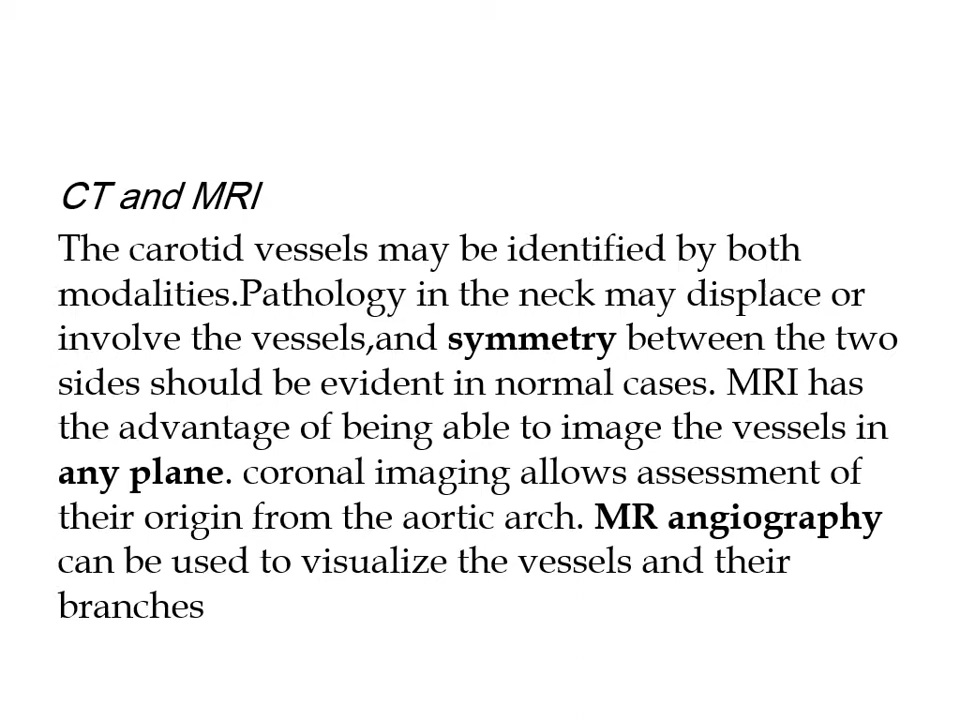 CT and MRI
The carotid vessels may be identified by both
modalities.Pathology in the neck may displace or
involve the vessels,and symmetry between the two
sides should be evident in normal cases. MRI has
the advantage of being able to image the vessels in
any plane. coronal imaging allows assessment of
their origin from the aortic arch. MR angiography
can be used to visualize the vessels and their
branches